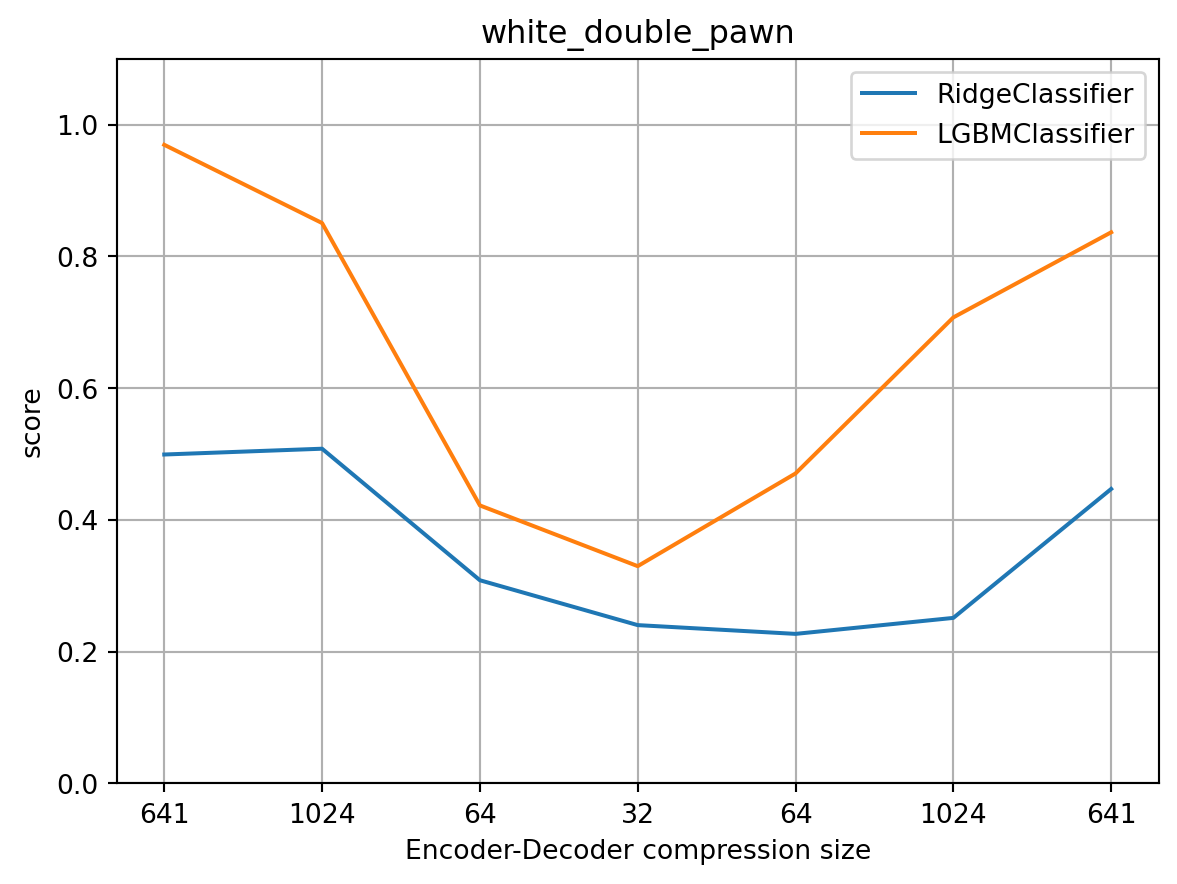 white_double_pawn
RidgeClassifier
LGBMClassifier
score
1.0
0.8
0.6
0.4
0.2
0.0
641 1024 64 32 64 1024 641
Encoder-Decoder compression size